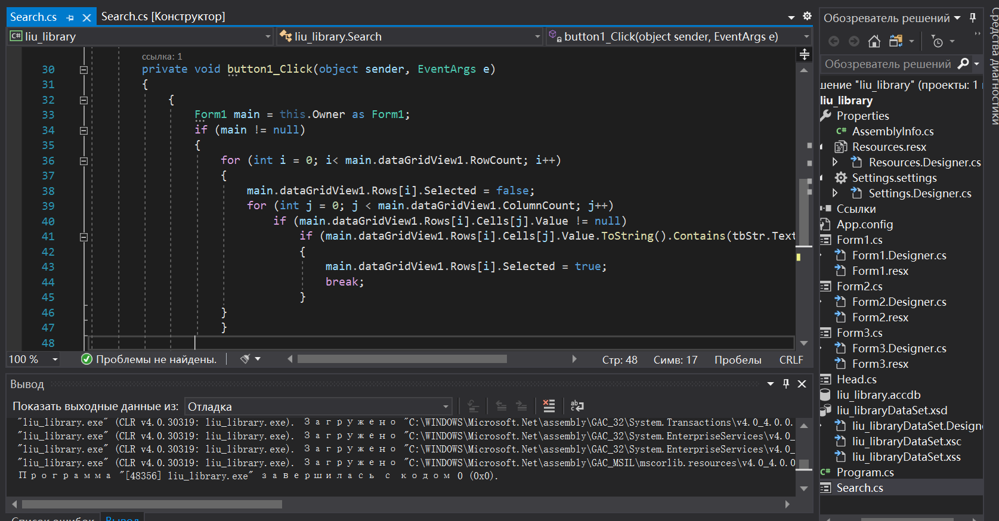 Search.cs
Search.cs [Конструктор]
liu_library
liu_library.Search
button1_Click(object sender, EventArgs e)
ссылка: 1
30 private void button1_Click(object sender, EventArgs e)
31 {
32 {
33 Form1 main = this.Owner as Form1;
34 if (main != null)
35 {
36 for (int i = 0; i< main.dataGridView1.RowCount; i++)
37 {
38 main.dataGridView1.Rows[i].Selected = false;
39 for (int j = 0; j < main.dataGridView1.ColumnCount; j++)
40 if (main.dataGridView1.Rows[i].Cells[j].Value != null)
41 if (main.dataGridView1.Rows[i].Cells[j].Value.ToString().Contains(tbStr.Text
42 {
43 main.dataGridView1.Rows[i].Selected = true;
44 break;
45 }
46 }
47 }
48
100 %
Проблемы не найдены.
Стр: 48
Симв: 17
Пробелы
CRLF
Вывод
Показать выходные данные из:
Отладка
"liu_library.exe" (CLR v4.0.30319: liu_library.exe). Загружено "C:\WINDOWS\Microsoft.Net\assembly\GAC_32\System.Transactions\v4.0_4.0.0.
"liu_library.exe" (CLR v4.0.30319: liu_library.exe). Загружено "C:\WINDOWS\Microsoft.Net\assembly\GAC_32\System.EnterpriseServices\v4.0_
"liu_library.exe" (CLR v4.0.30319: liu_library.exe). Загружено "C:\WINDOWS\Microsoft.Net\assembly\GAC_32\System.EnterpriseServices\v4.0_
"liu_library.exe" (CLR v4.0.30319: liu_library.exe). Загружено "C:\WINDOWS\Microsoft.Net\assembly\GAC_MSIL\mscorlib.resources\v4.0_4.0.0
Программа "[48356] liu_library.exe" завершилась с кодом 0 (0x0).
Список ошибок
Вывод
Обозреватель решений
Обозреватель решений
шение "liu_library" (проекты: 1
liu_library
Properties
C# AssemblyInfo.cs
Resources.resx
Resources.Designer.cs
Settings.settings
Settings.Designer.cs
Ссылки
App.config
Form1.cs
Form1.Designer.cs
Form1.resx
Form2.cs
Form2.Designer.cs
Form2.resx
Form3.cs
Form3.Designer.cs
Form3.resx
Head.cs
liu_library.accdb
liu_libraryDataSet.xsd
liu_libraryDataSet.Design
liu_libraryDataSet.xsc
liu_libraryDataSet.xss
C# Program.cs
Search.cs
Средства диагностики